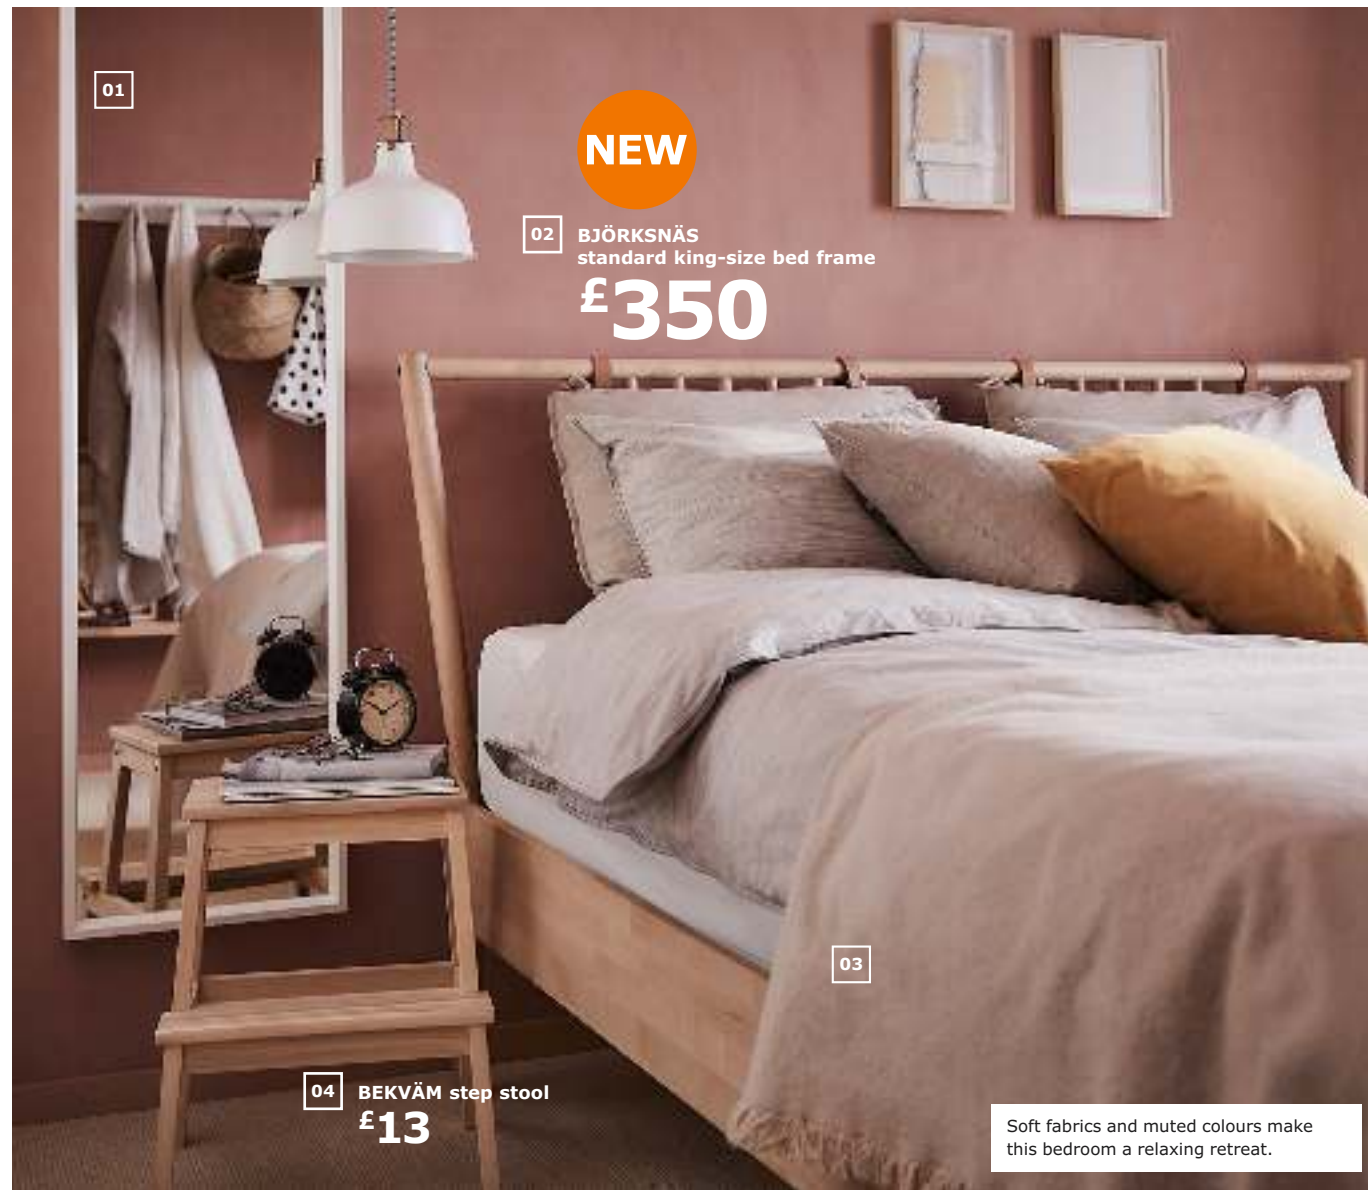 01
NEW
02
BJÖRKSNÄS
standard king-size bed frame
£350
03
04
BEKVÄM step stool
£13
Soft fabrics and muted colours make
this bedroom a relaxing retreat.